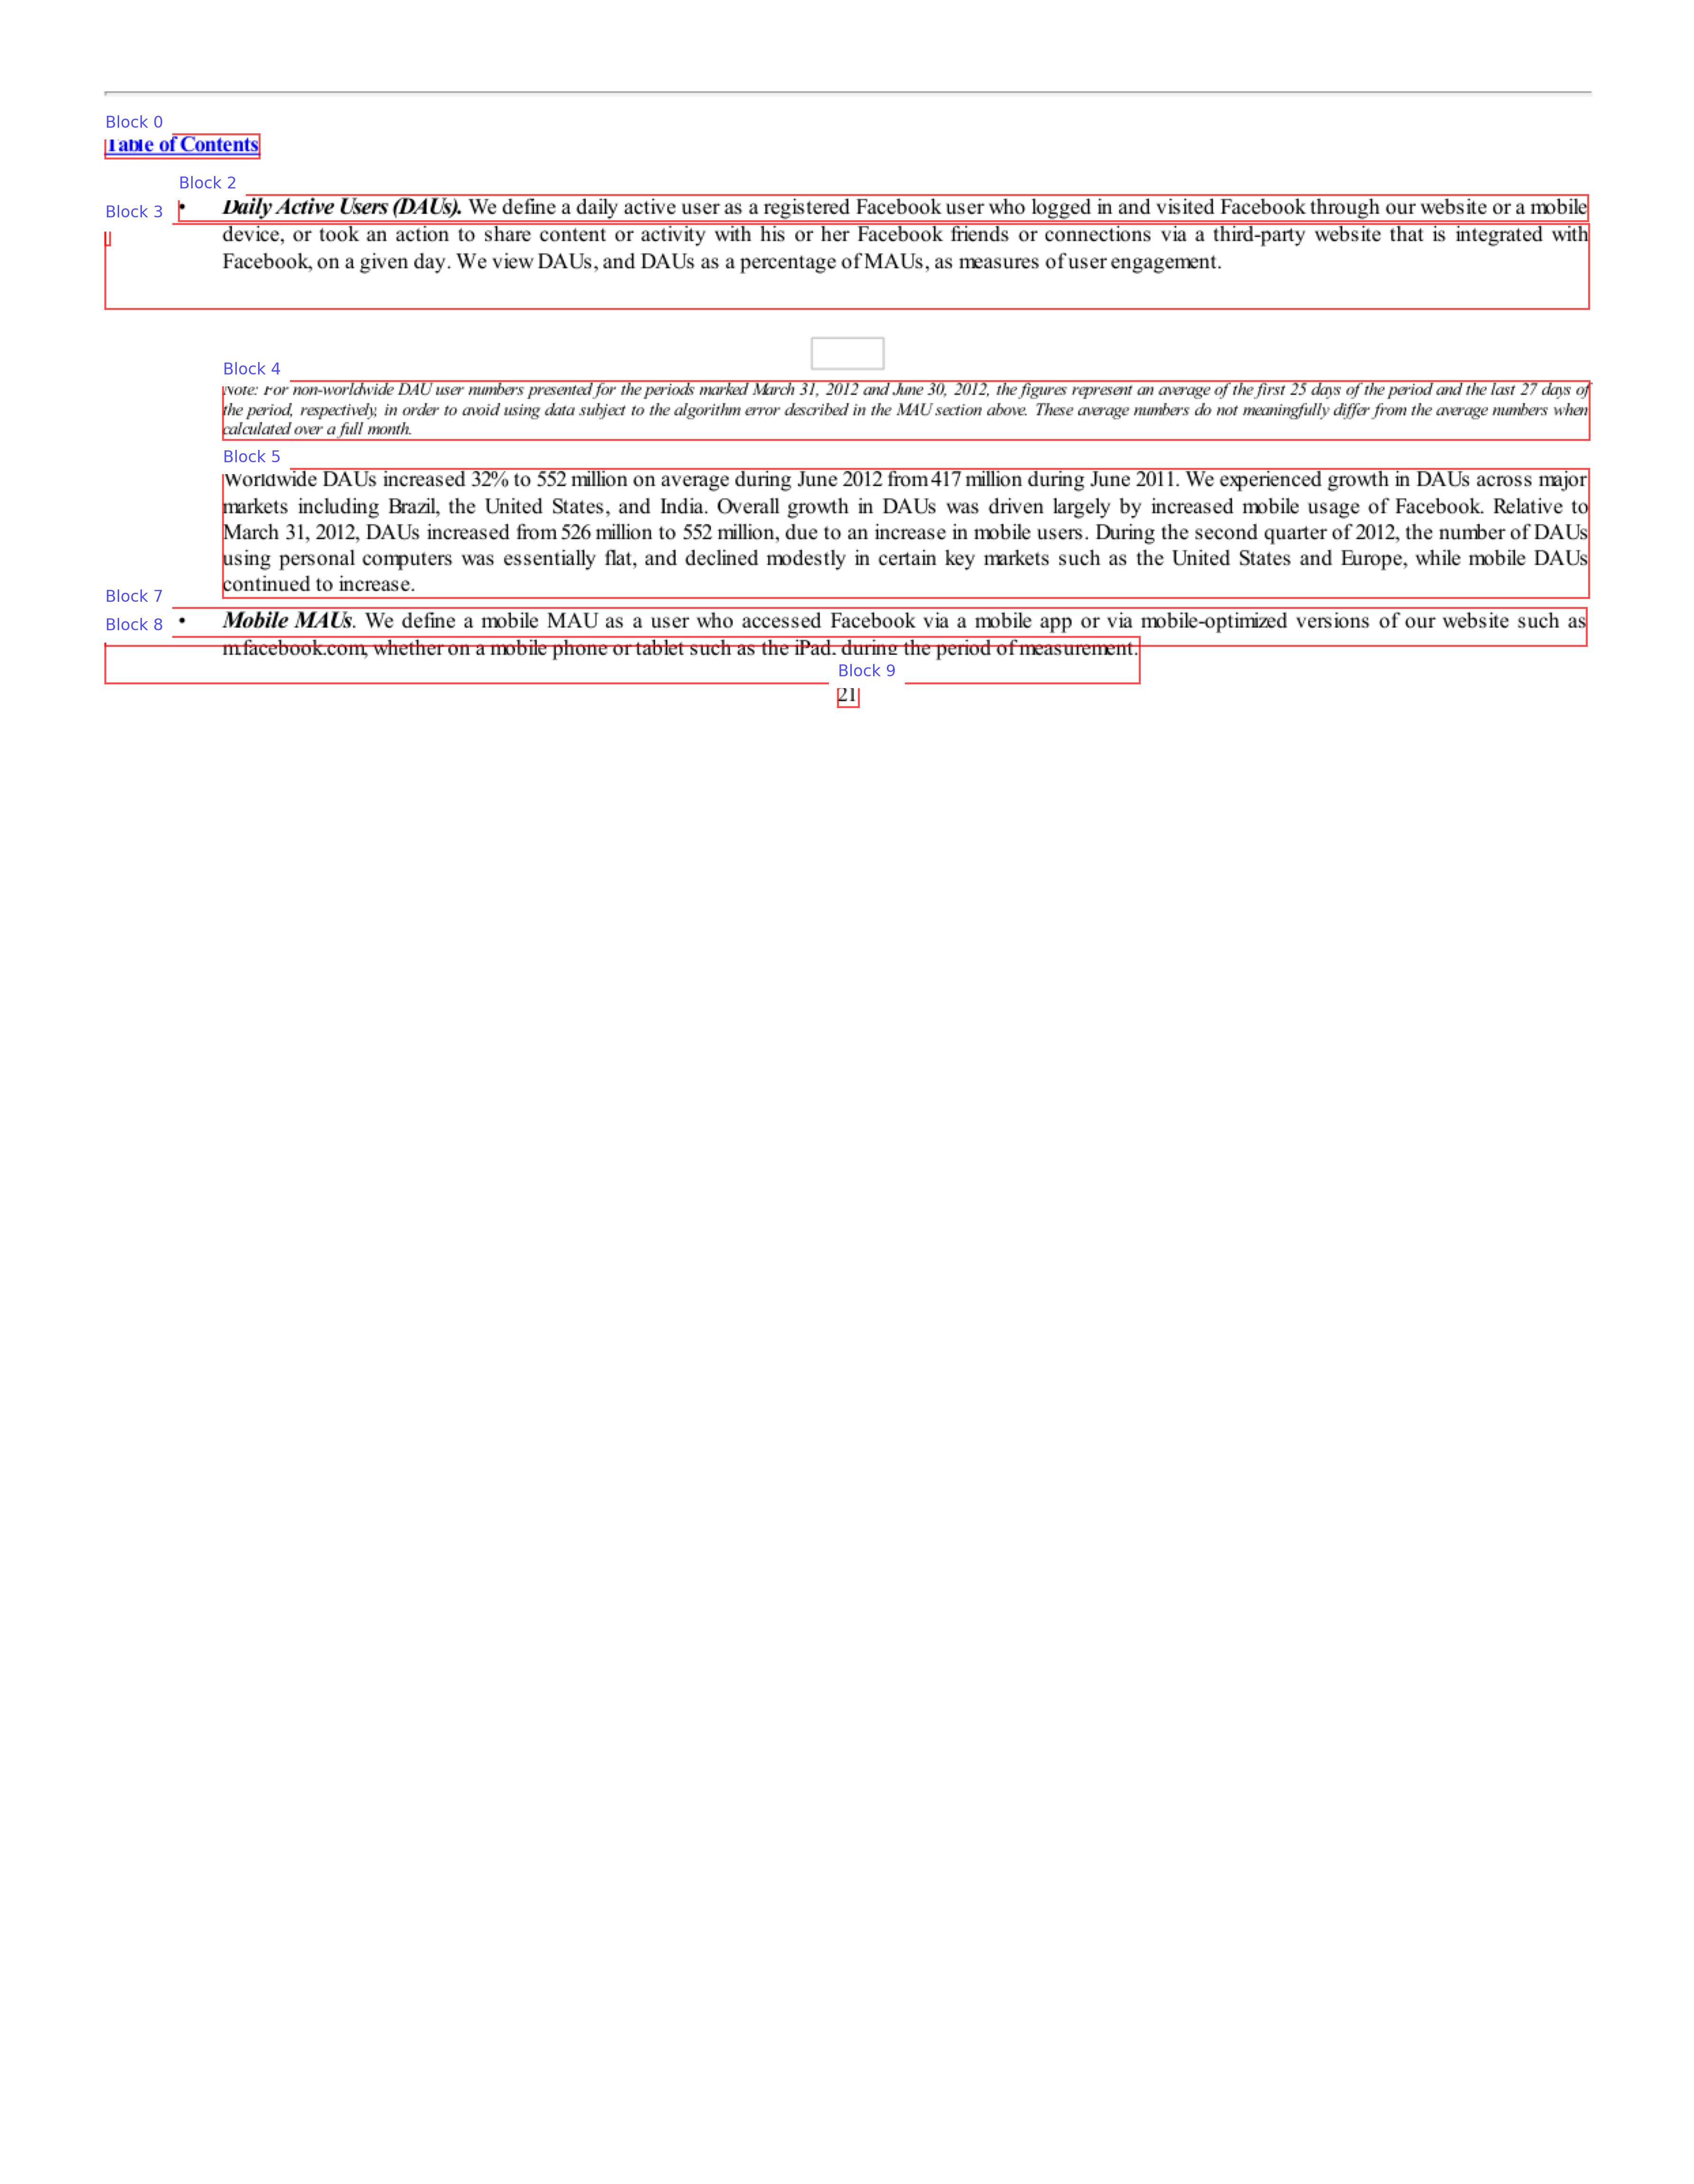 Block 0
Table of Contents
Block 2
• Daily Active Users (DAUs). We define a daily active user as a registered Facebook user who logged in and visited Facebook through our website or a mobile
Block 3
device, or took an action to share content or activity with his or her Facebook friends or connections via a third-party website that is integrated with
Facebook, on a given day. We view DAUs, and DAUs as a percentage of MAUs, as measures of user engagement.
Block 4
Note: For non-worldwide DAU user numbers presented for the periods marked March 31, 2012 and June 30, 2012, the figures represent an average of the first 25 days of the period and the last 27 days of
the period, respectively, in order to avoid using data subject to the algorithm error described in the MAU section above. These average numbers do not meaningfully differ from the average numbers when
calculated over a full month.
Block 5
Worldwide DAUs increased 32% to 552 million on average during June 2012 from 417 million during June 2011. We experienced growth in DAUs across major
markets including Brazil, the United States, and India. Overall growth in DAUs was driven largely by increased mobile usage of Facebook. Relative to
March 31, 2012, DAUs increased from 526 million to 552 million, due to an increase in mobile users. During the second quarter of 2012, the number of DAUs
using personal computers was essentially flat, and declined modestly in certain key markets such as the United States and Europe, while mobile DAUs
continued to increase.
Block 7
• Mobile MAUs. We define a mobile MAU as a user who accessed Facebook via a mobile app or via mobile-optimized versions of our website such as
Block 8
m.facebook.com, whether on a mobile phone or tablet such as the iPad, during the period of measurement.
Block 9
21